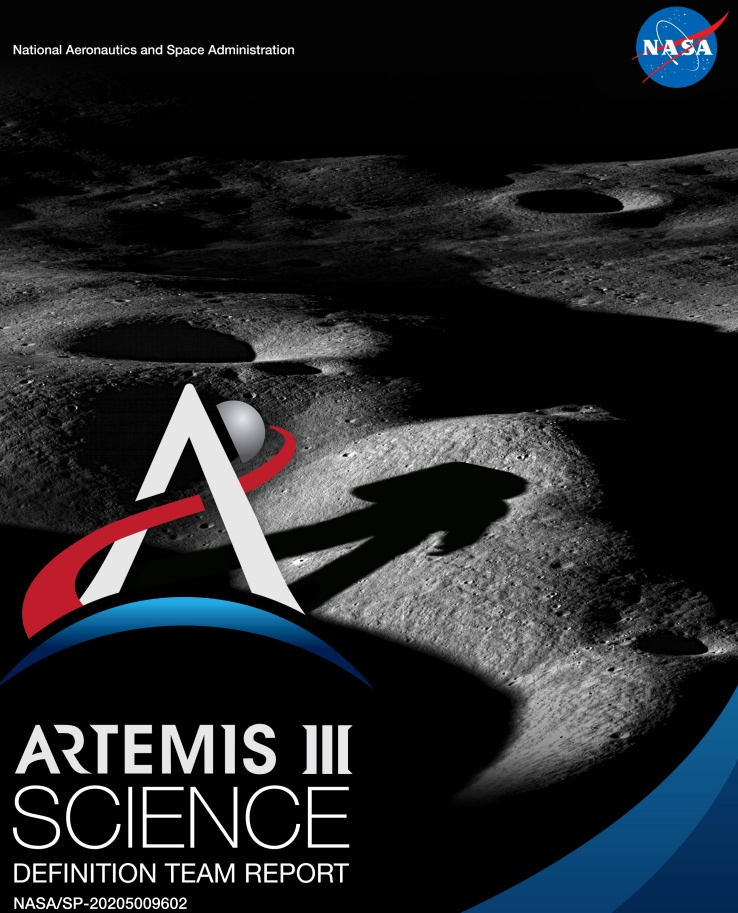 National Aeronautics and Space Administration
NASA
ARTEMIS III
SCIENCE
DEFINITION TEAM REPORT
NASA/SP-20205009602